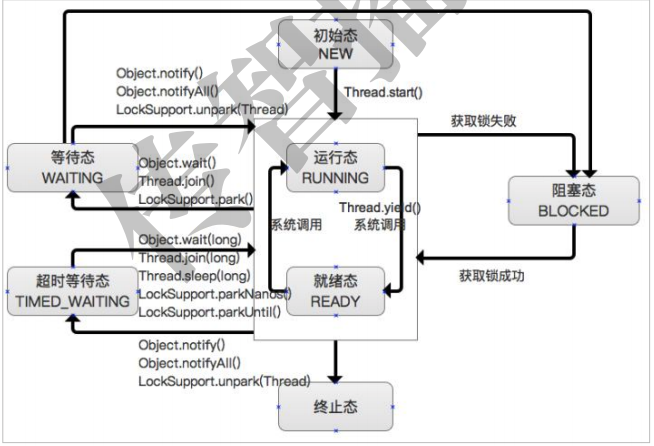 初始态
NEW
Object.notify()
Object.notifyAll()
LockSupport.unpark(Thread)
Thread.start()
获取锁失败
等待态
WAITING
Object.wait()
Thread.join()
LockSupport.park()
运行态
RUNNING
阻塞态
BLOCKED
系统调用
Thread.yield()
系统调用
Object.wait(long)
Thread.join(long)
Thread.sleep(long)
LockSupport.parkNanos()
LockSupport.parkUntil()
超时等待态
TIMED_WAITING
就绪态
READY
获取锁成功
Object.notify()
Object.notifyAll()
LockSupport.unpark(Thread)
终止态
传智播